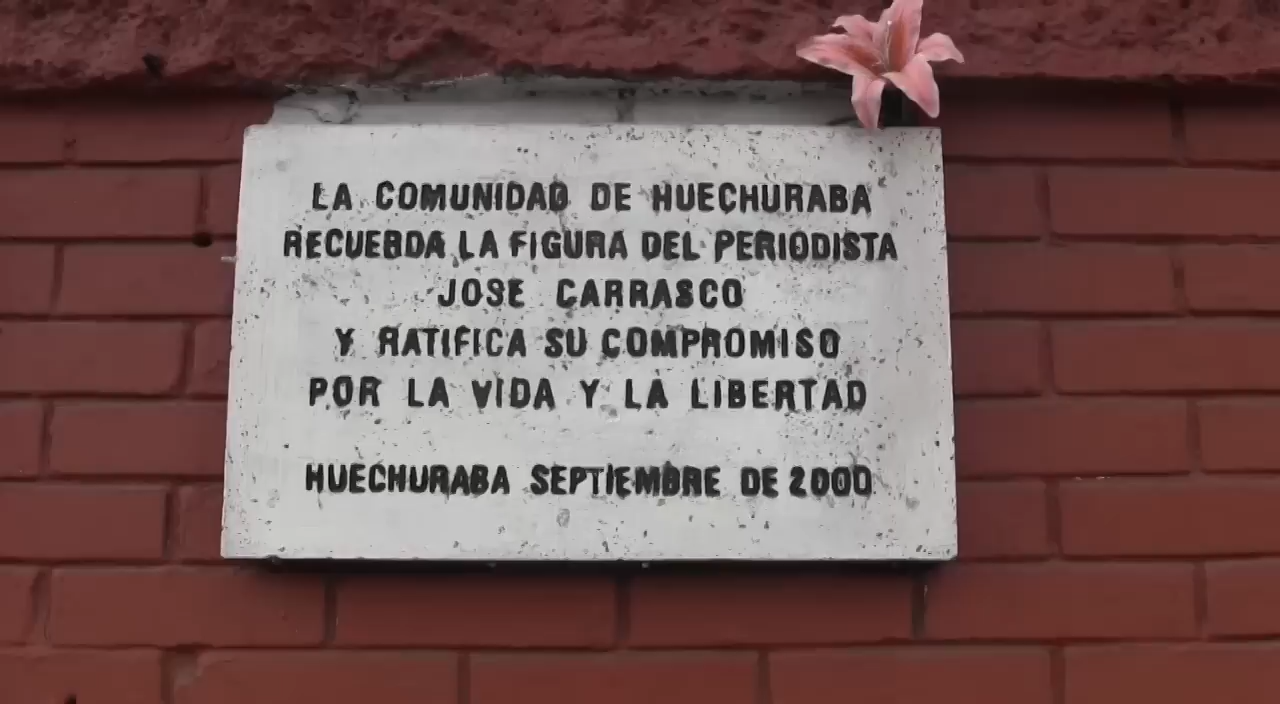 LA COMUNIDAD DE HUECHURABA
RECUERDA LA FIGURA DEL PERIODISTA
JOSE CARRASCO
Y RATIFICA SU COMPROMISO
POR LA VIDA Y LA LIBERTAD
HUECHURABA SEPTIEMBRE DE 2000